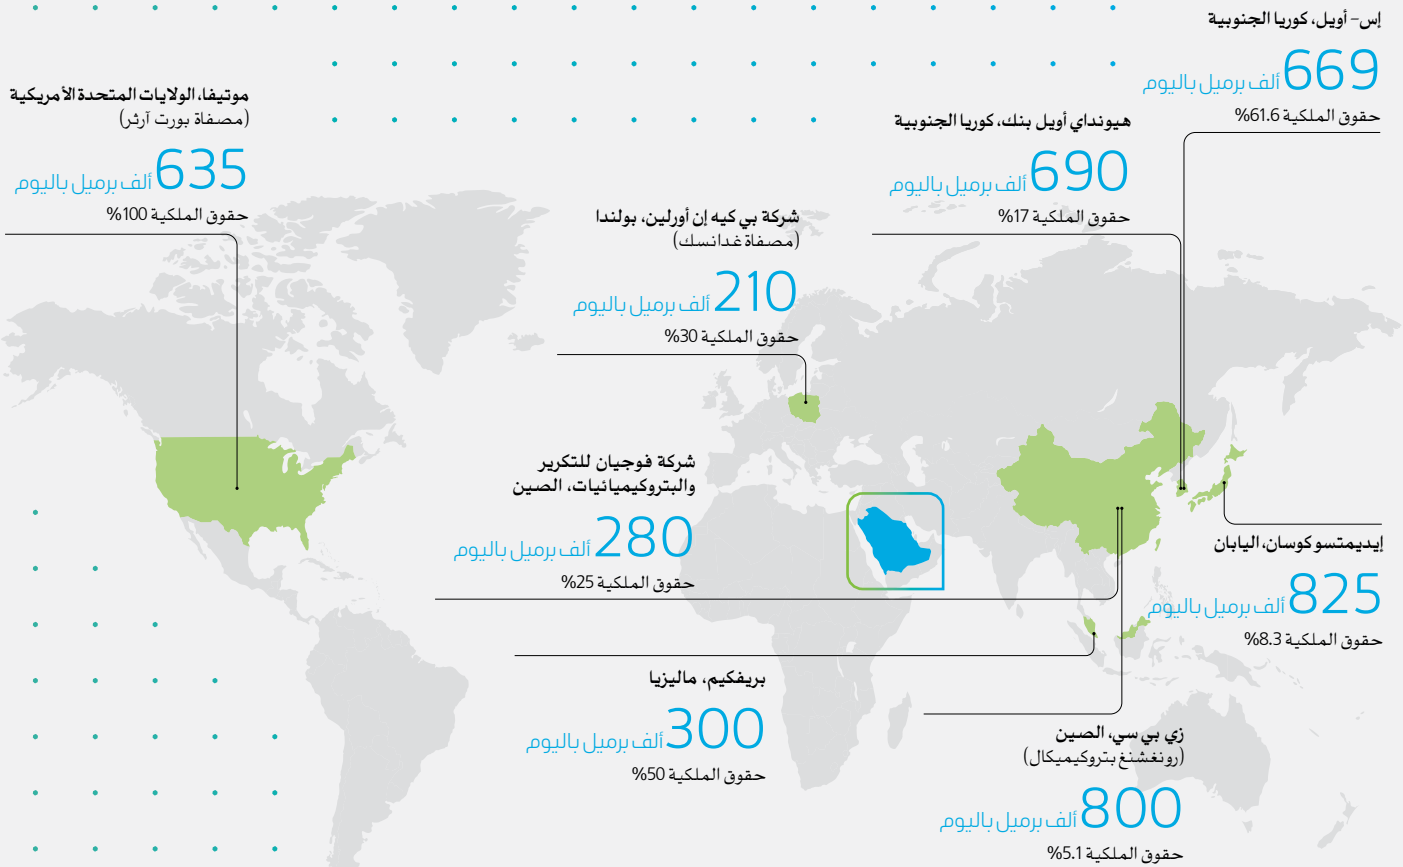 إس- أويل، كوريا الجنوبية
669 ألف برميل باليوم
حقوق الملكية 61.6%
هيونداي أويل بنك، كوريا الجنوبية
690 ألف برميل باليوم
حقوق الملكية 17%
موتيفا، الولايات المتحدة الأمريكية
(مصفاة بورت آرثر)
635 ألف برميل باليوم
حقوق الملكية 100%
شركة بي كيه إن أورلين، بولندا
(مصفاة غدانسك)
210 ألف برميل باليوم
حقوق الملكية 30%
شركة فوجيان للتكرير
والبتروكيميائيات، الصين
280 ألف برميل باليوم
حقوق الملكية 25%
إيديمتسو كوسان، اليابان
825 ألف برميل باليوم
حقوق الملكية 8.3%
بريفكيم، ماليزيا
300 ألف برميل باليوم
حقوق الملكية 50%
زي بي سي، الصين
(رونغشنغ بتروكيميكال)
800 ألف برميل باليوم
حقوق الملكية 5.1%